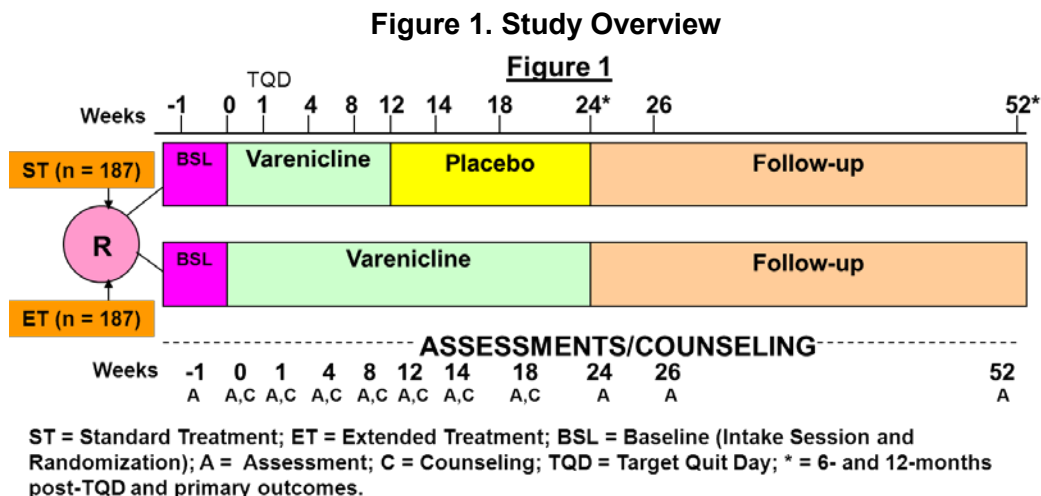 Figure 1. Study Overview
Figure 1
TQD
Weeks -1 0 1 4 8 12 14 18 24* 26 52*
ST (n = 187)
BSL Varenicline Placebo Follow-up
R
BSL Varenicline Follow-up
ET (n = 187)
ASSESSMENTS/COUNSELING
Weeks -1 0 1 4 8 12 14 18 24 26 52
A A,C A,C A,C A,C A,C A,C A,C A A A
ST = Standard Treatment; ET = Extended Treatment; BSL = Baseline (Intake Session and
Randomization); A = Assessment; C = Counseling; TQD = Target Quit Day; * = 6- and 12-months
post-TQD and primary outcomes.